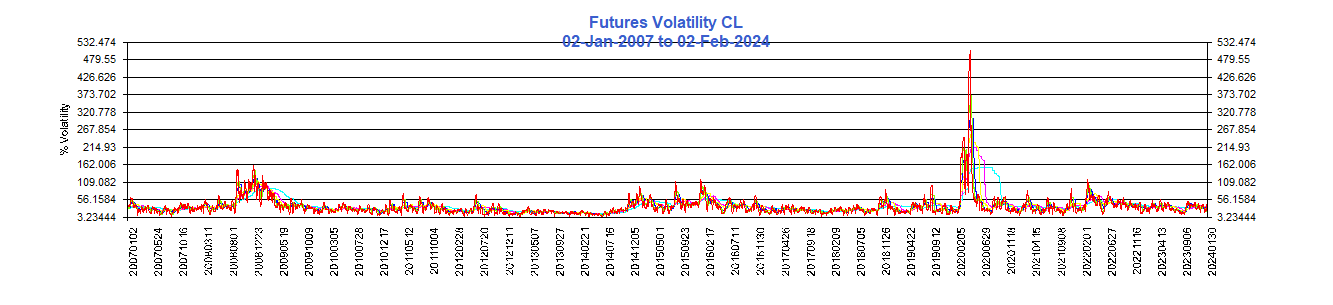 Futures Volatility CL
02-Jan-2007 to 02-Feb-2024
532.474 532.474
479.55 479.55
426.626 426.626
373.702 373.702
320.778 320.778
267.854 267.854
214.93 214.93
162.006 162.006
109.082 109.082
56.1584 56.1584
3.23444 3.23444
% Volatility
20070102 20070524 20071016 20080311 20080801 20081223 20090519 20091009 20100305 20100728 20101217 20110512 20111004 20120228 20120720 20121211 20130507 20130927 20140221 20140716 20141205 20150501 20150923 20160217 20160711 20161130 20170426 20170918 20180209 20180705 20181126 20190422 20190912 20200205 20200629 20201118 20210415 20210908 20220201 20220627 20221116 20230413 20230906 20240130